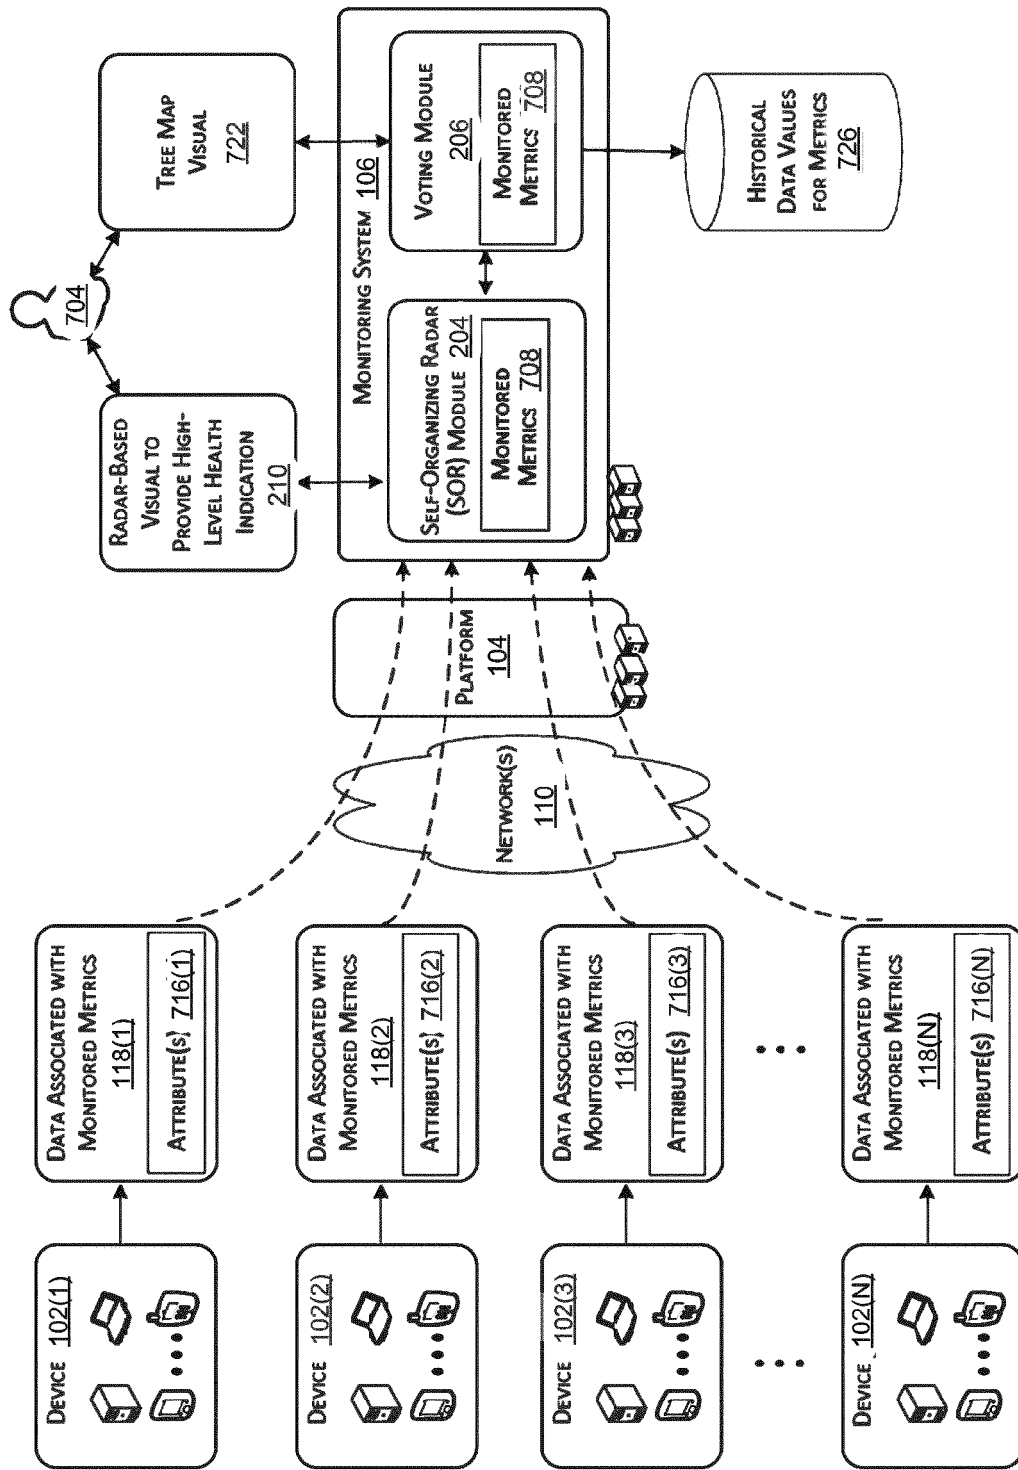 DEVICE 102(1)
DATA ASSOCIATED WITH
MONITORED METRICS
118(1)
ATTRIBUTE(S) 716(1)
DEVICE 102(2)
DATA ASSOCIATED WITH
MONITORED METRICS
118(2)
ATTRIBUTE(S) 716(2)
DEVICE 102(3)
DATA ASSOCIATED WITH
MONITORED METRICS
118(3)
ATTRIBUTE(S) 716(3)
DEVICE 102(N)
DATA ASSOCIATED WITH
MONITORED METRICS
118(N)
ATTRIBUTE(S) 716(N)
NETWORK(S)
110
PLATFORM
104
704
RADAR-BASED
VISUAL TO
PROVIDE HIGH-
LEVEL HEALTH
INDICATION
210
TREE MAP
VISUAL
722
MONITORING SYSTEM 106
SELF-ORGANIZING RADAR
(SOR) MODULE 204
MONITORED
METRICS 708
VOTING MODULE
206
MONITORED
METRICS 708
HISTORICAL
DATA VALUES
FOR METRICS
726